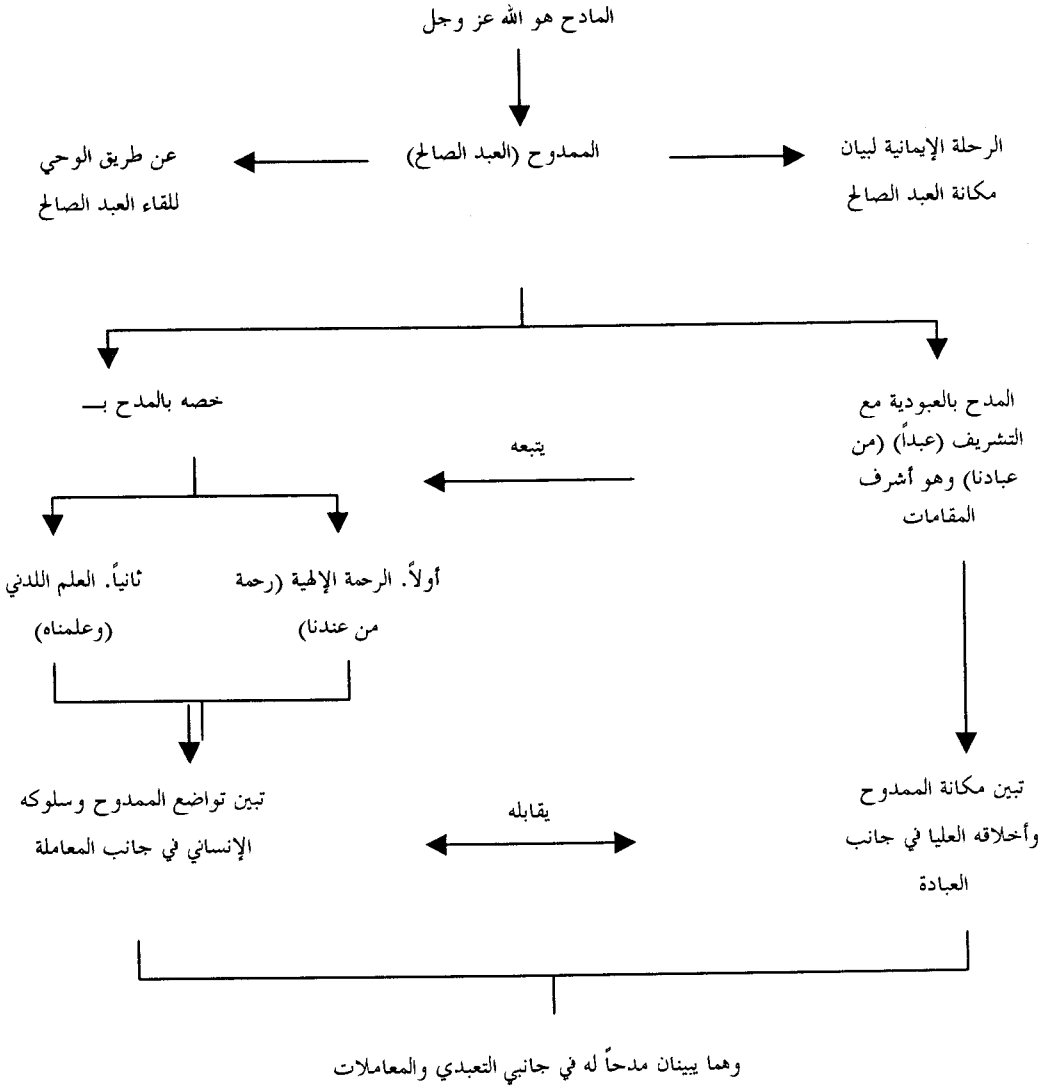 المادح هو الله عز وجل
الرحلة الإيمانية لبيان
مكانة العبد الصالح
الممدوح (العبد الصالح)
عن طريق الوحي
للقاء العبد الصالح
المدح بالعبودية مع
التشريف (عبداً) (من
عبادنا) وهو أشرف
المقامات
يتبعه
خصه بالمدح بـــ
أولاً. الرحمة الإلهية (رحمة
من عندنا)
ثانياً. العلم اللدني
(وعلمناه)
تبين مكانة الممدوح
وأخلاقه العليا في جانب
العبادة
يقابله
تبين تواضع الممدوح وسلوكه
الإنساني في جانب المعاملة
وهما يبينان مدحاً له في جانبي التعبدي والمعاملات